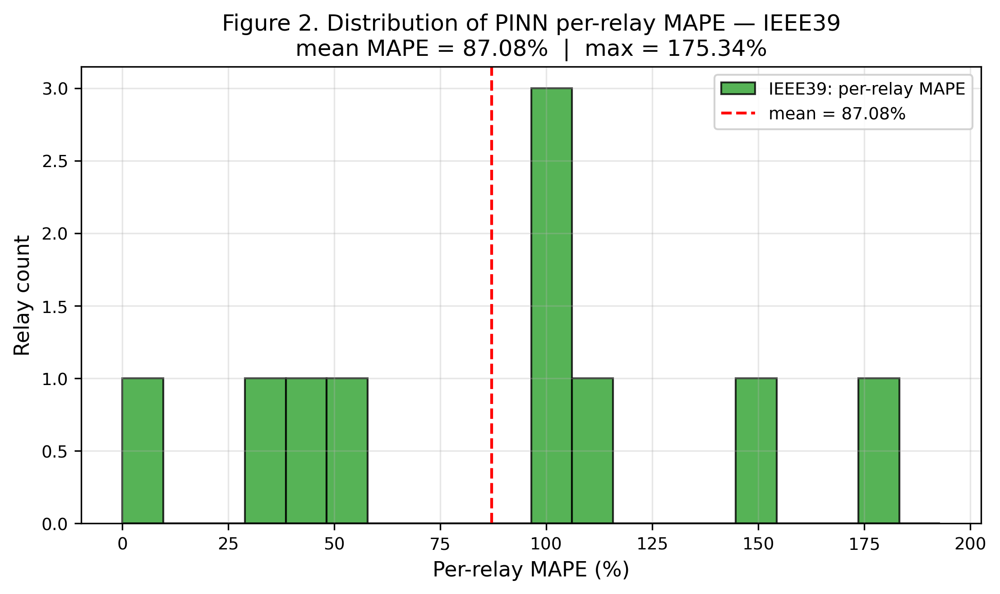 Figure 2. Distribution of PINN per-relay MAPE — IEEE39
mean MAPE = 87.08% | max = 175.34%
IEEE39: per-relay MAPE
mean = 87.08%
Relay count
3.0
2.5
2.0
1.5
1.0
0.5
0.0
0 25 50 75 100 125 150 175 200
Per-relay MAPE (%)